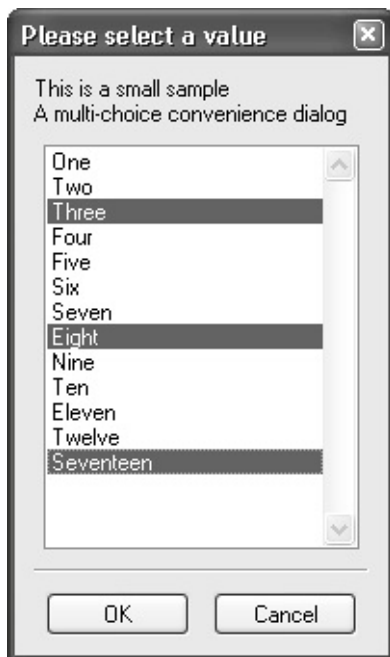 Please select a value
This is a small sample
A multi-choice convenience dialog
One
Two
Three
Four
Five
Six
Seven
Eight
Nine
Ten
Eleven
Twelve
Seventeen
OK
Cancel